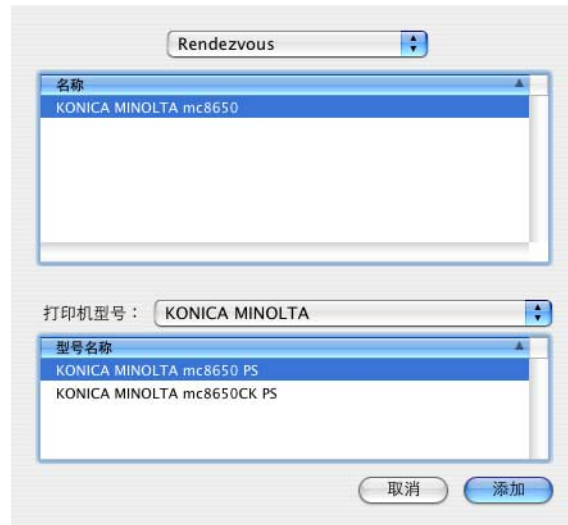 Rendezvous
名称
KONICA MINOLTA mc8650
打印机型号： KONICA MINOLTA
型号名称
KONICA MINOLTA mc8650 PS
KONICA MINOLTA mc8650CK PS
取消 添加